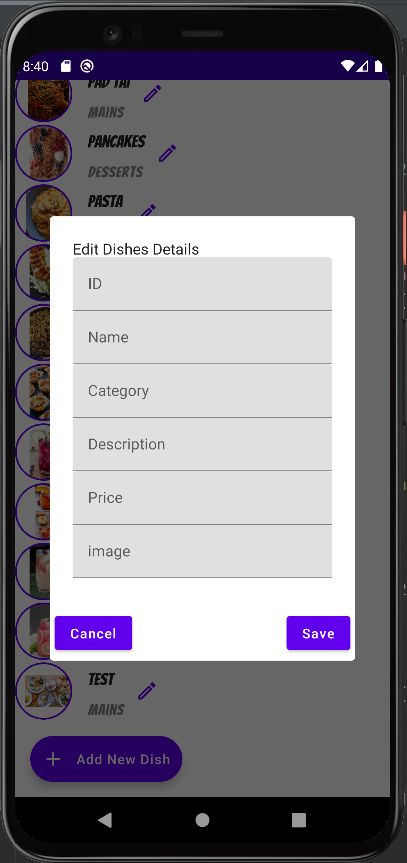 8:40
PAD TAI
MAINS
PANCAKES
DESSERTS
PASTA
Edit Dishes Details
ID
Name
Category
Description
Price
image
Cancel
Save
TEST
MAINS
+ Add New Dish